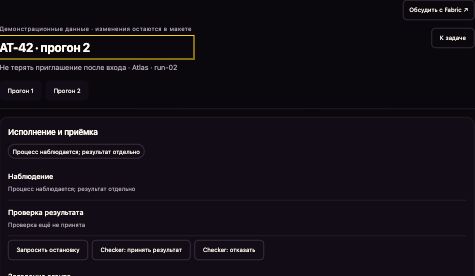 Обсудить с Fabric ↗
Демонстрационные данные · изменения остаются в макете
AT-42 · прогон 2
К задаче
Не терять приглашение после входа · Atlas · run-02
Прогон 1
Прогон 2
Исполнение и приёмка
Процесс наблюдается; результат отдельно
Наблюдение
Процесс наблюдается; результат отдельно
Проверка результата
Проверка ещё не принята
Запросить остановку
Checker: принять результат
Checker: отказать